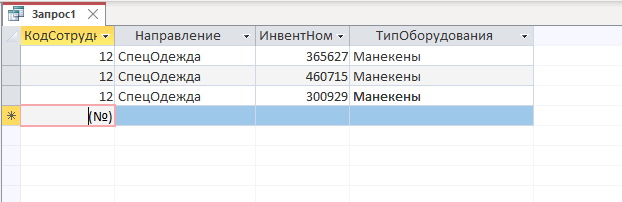 Запрос1
КодСотрудн Направление ИнвентНом ТипОборудования
12 СпецОдежда 365627 Манекены
12 СпецОдежда 460715 Манекены
12 СпецОдежда 300929 Манекены
* (№)